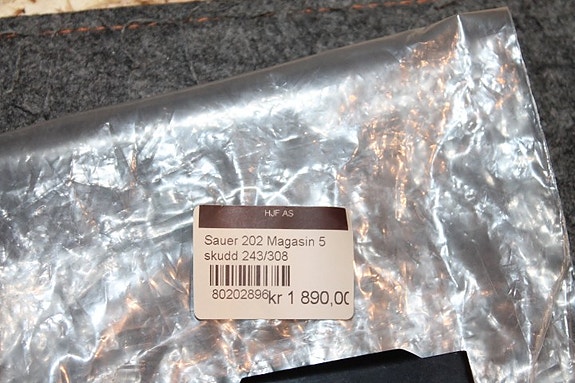 HJF AS
Sauer 202 Magasin 5
skudd 243/308
80202896
kr 1 890,00